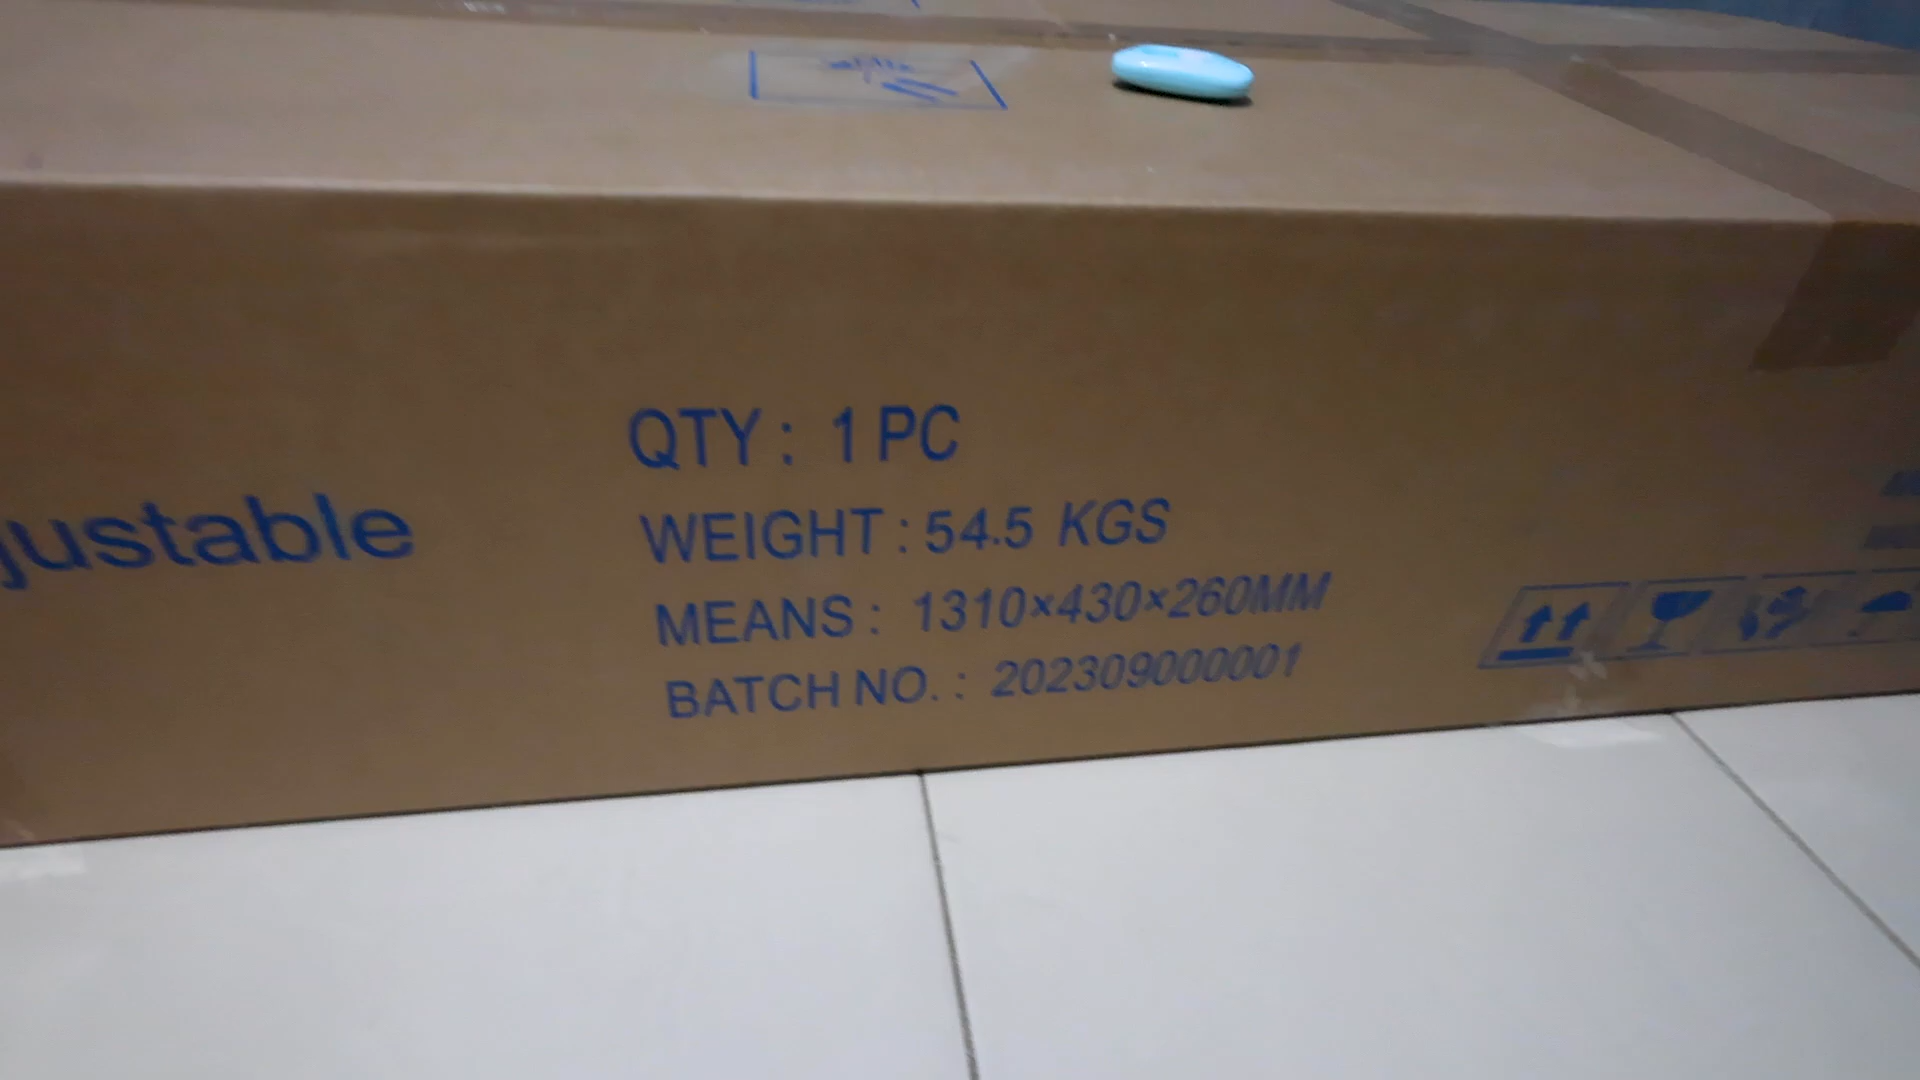 justable
QTY : 1 PC
WEIGHT : 54.5 KGS
MEANS : 1310×430×260MM
BATCH NO. : 202309000001